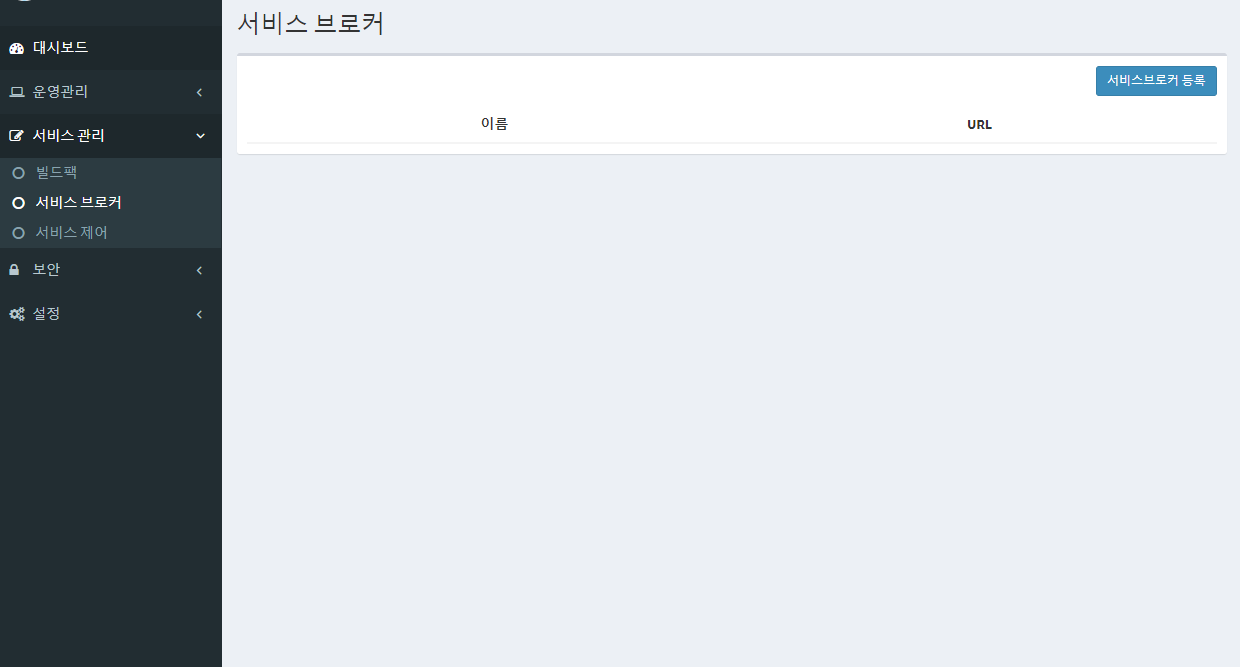 대시보드
운영관리
서비스 관리
빌드팩
서비스 브로커
서비스 제어
보안
설정
서비스 브로커
서비스브로커 등록
이름 URL